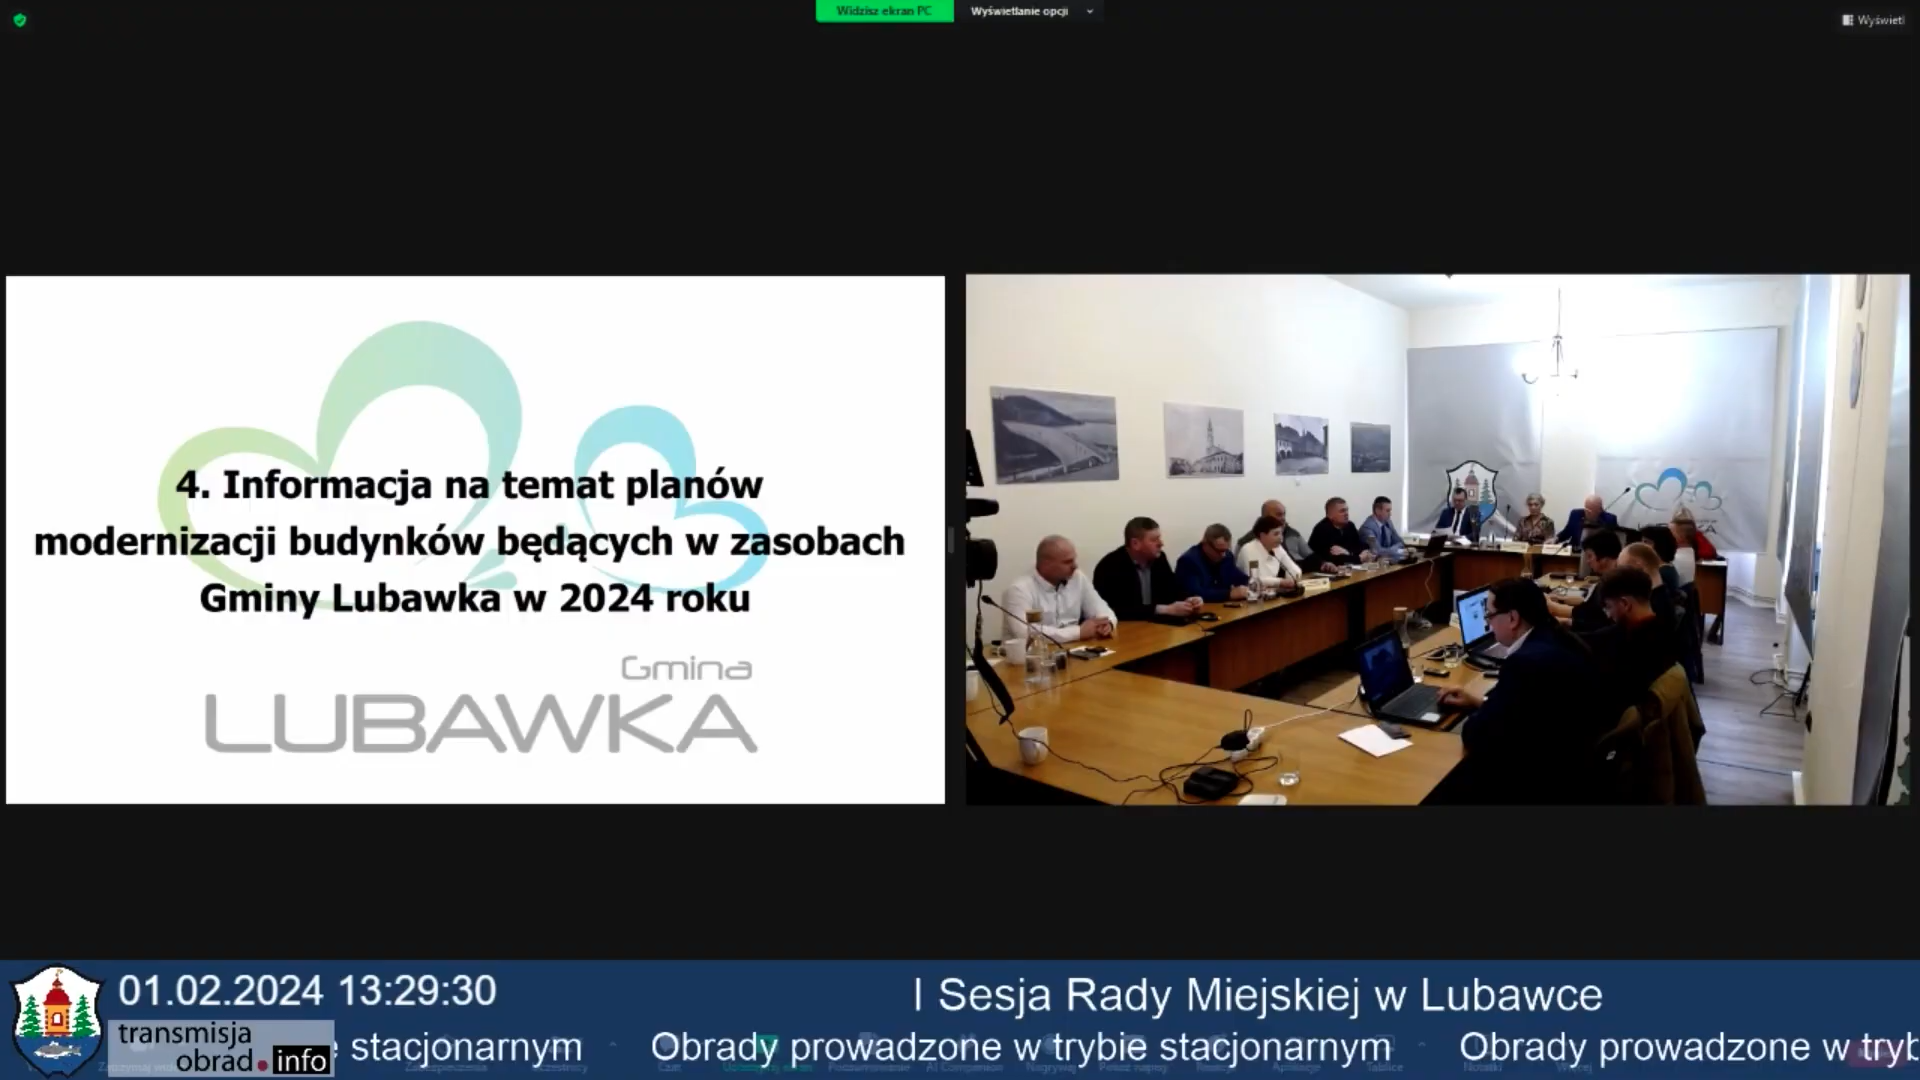 Widzisz ekran PC
Wyświetlanie opcji
Wyświetl
4. Informacja na temat planów
modernizacji budynków będących w zasobach
Gminy Lubawka w 2024 roku
Gmina
LUBAWKA
LUBAWKA
01.02.2024 13:29:30
I Sesja Rady Miejskiej w Lubawce
transmisja
obrad.info
stacjonarnym
Obrady prowadzone w trybie stacjonarnym
Obrady prowadzone w tryb